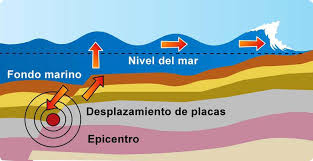 Nivel del mar
Fondo marino
Desplazamiento de placas
Epicentro